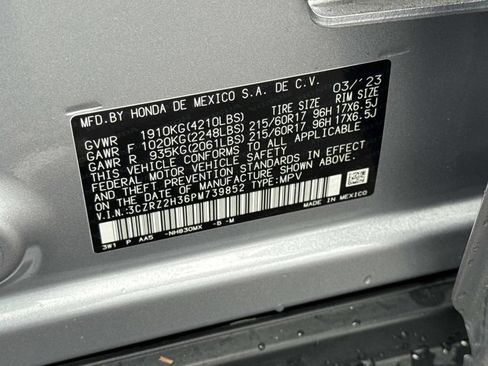 MFD. BY HONDA DE MEXICO S.A. DE C.V. 03/'23
TIRE SIZE RIM SIZE
GVWR 1910KG(4210LBS)
GAWR F 1020KG(2248LBS) 215/60R17 96H 17X6.5J
GAWR R 935KG(2061LBS) 215/60R17 96H 17X6.5J
THIS VEHICLE CONFORMS TO ALL APPLICABLE
FEDERAL MOTOR VEHICLE SAFETY
AND THEFT PREVENTION STANDARDS IN EFFECT
ON THE DATE OF MANUFACTURE SHOWN ABOVE.
V.I.N.:3CZRZ2H36PM739852 TYPE:MPV
3W1 P AA5 -NH830MX -B -M
MADE IN MEXICO